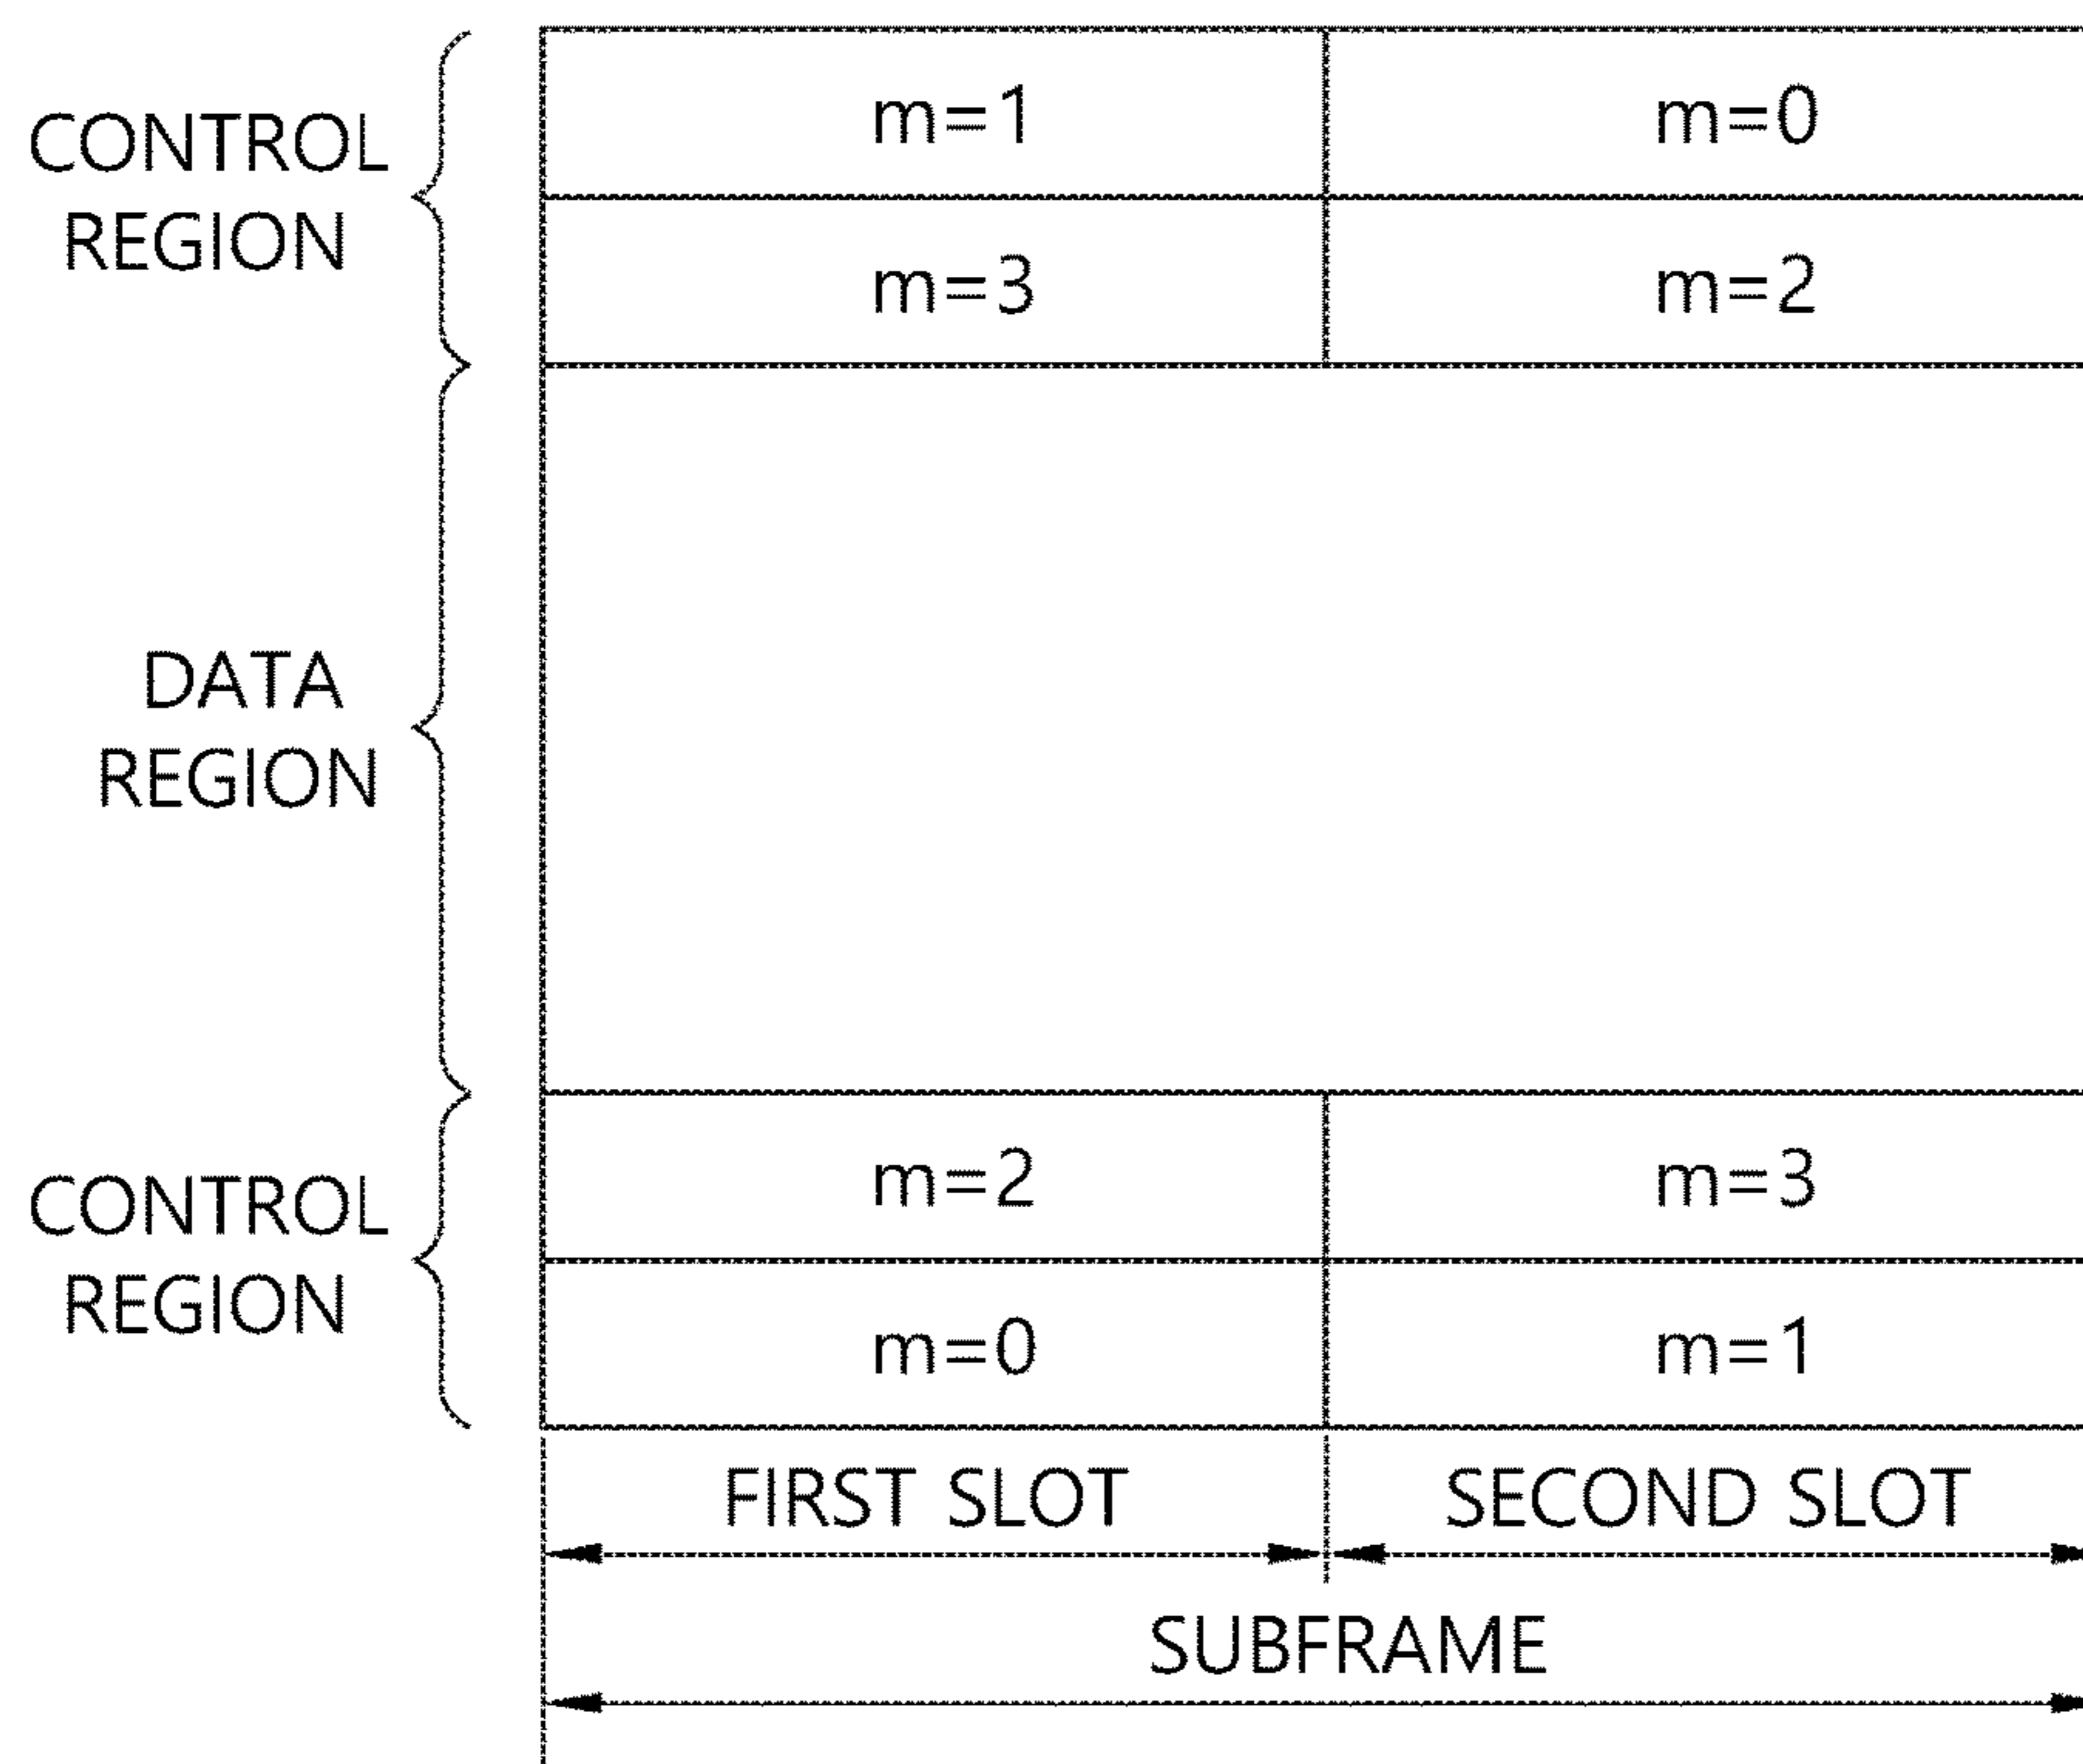 CONTROL
REGION
m=1
m=0
m=3
m=2
DATA
REGION
CONTROL
REGION
m=2
m=3
m=0
m=1
FIRST SLOT
SECOND SLOT
SUBFRAME